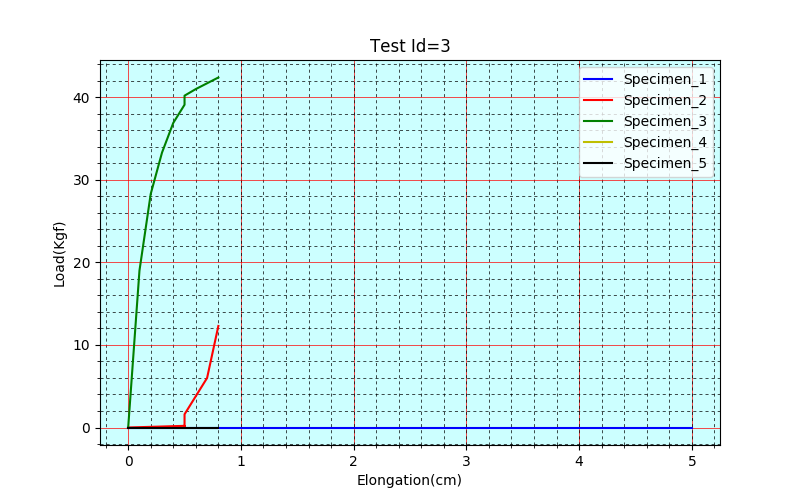 Test Id=3
Specimen_1
Specimen_2
Specimen_3
Specimen_4
Specimen_5
Load(Kgf)
40
30
20
10
0
0 1 2 3 4 5
Elongation(cm)